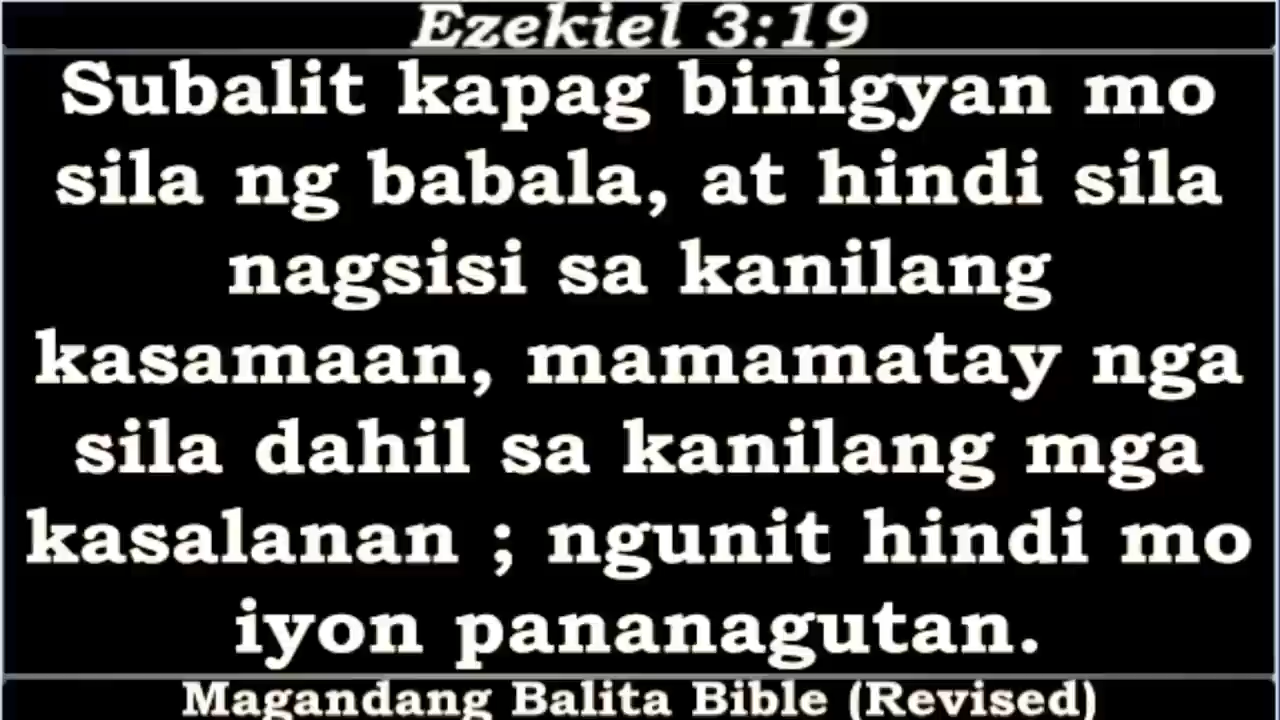 Ezekiel 3:19
Subalit kapag binigyan mo
sila ng babala, at hindi sila
nagsisi sa kanilang
kasamaan, mamamatay nga
sila dahil sa kanilang mga
kasalanan ; ngunit hindi mo
iyon pananagutan.
Magandang Balita Bible (Revised)